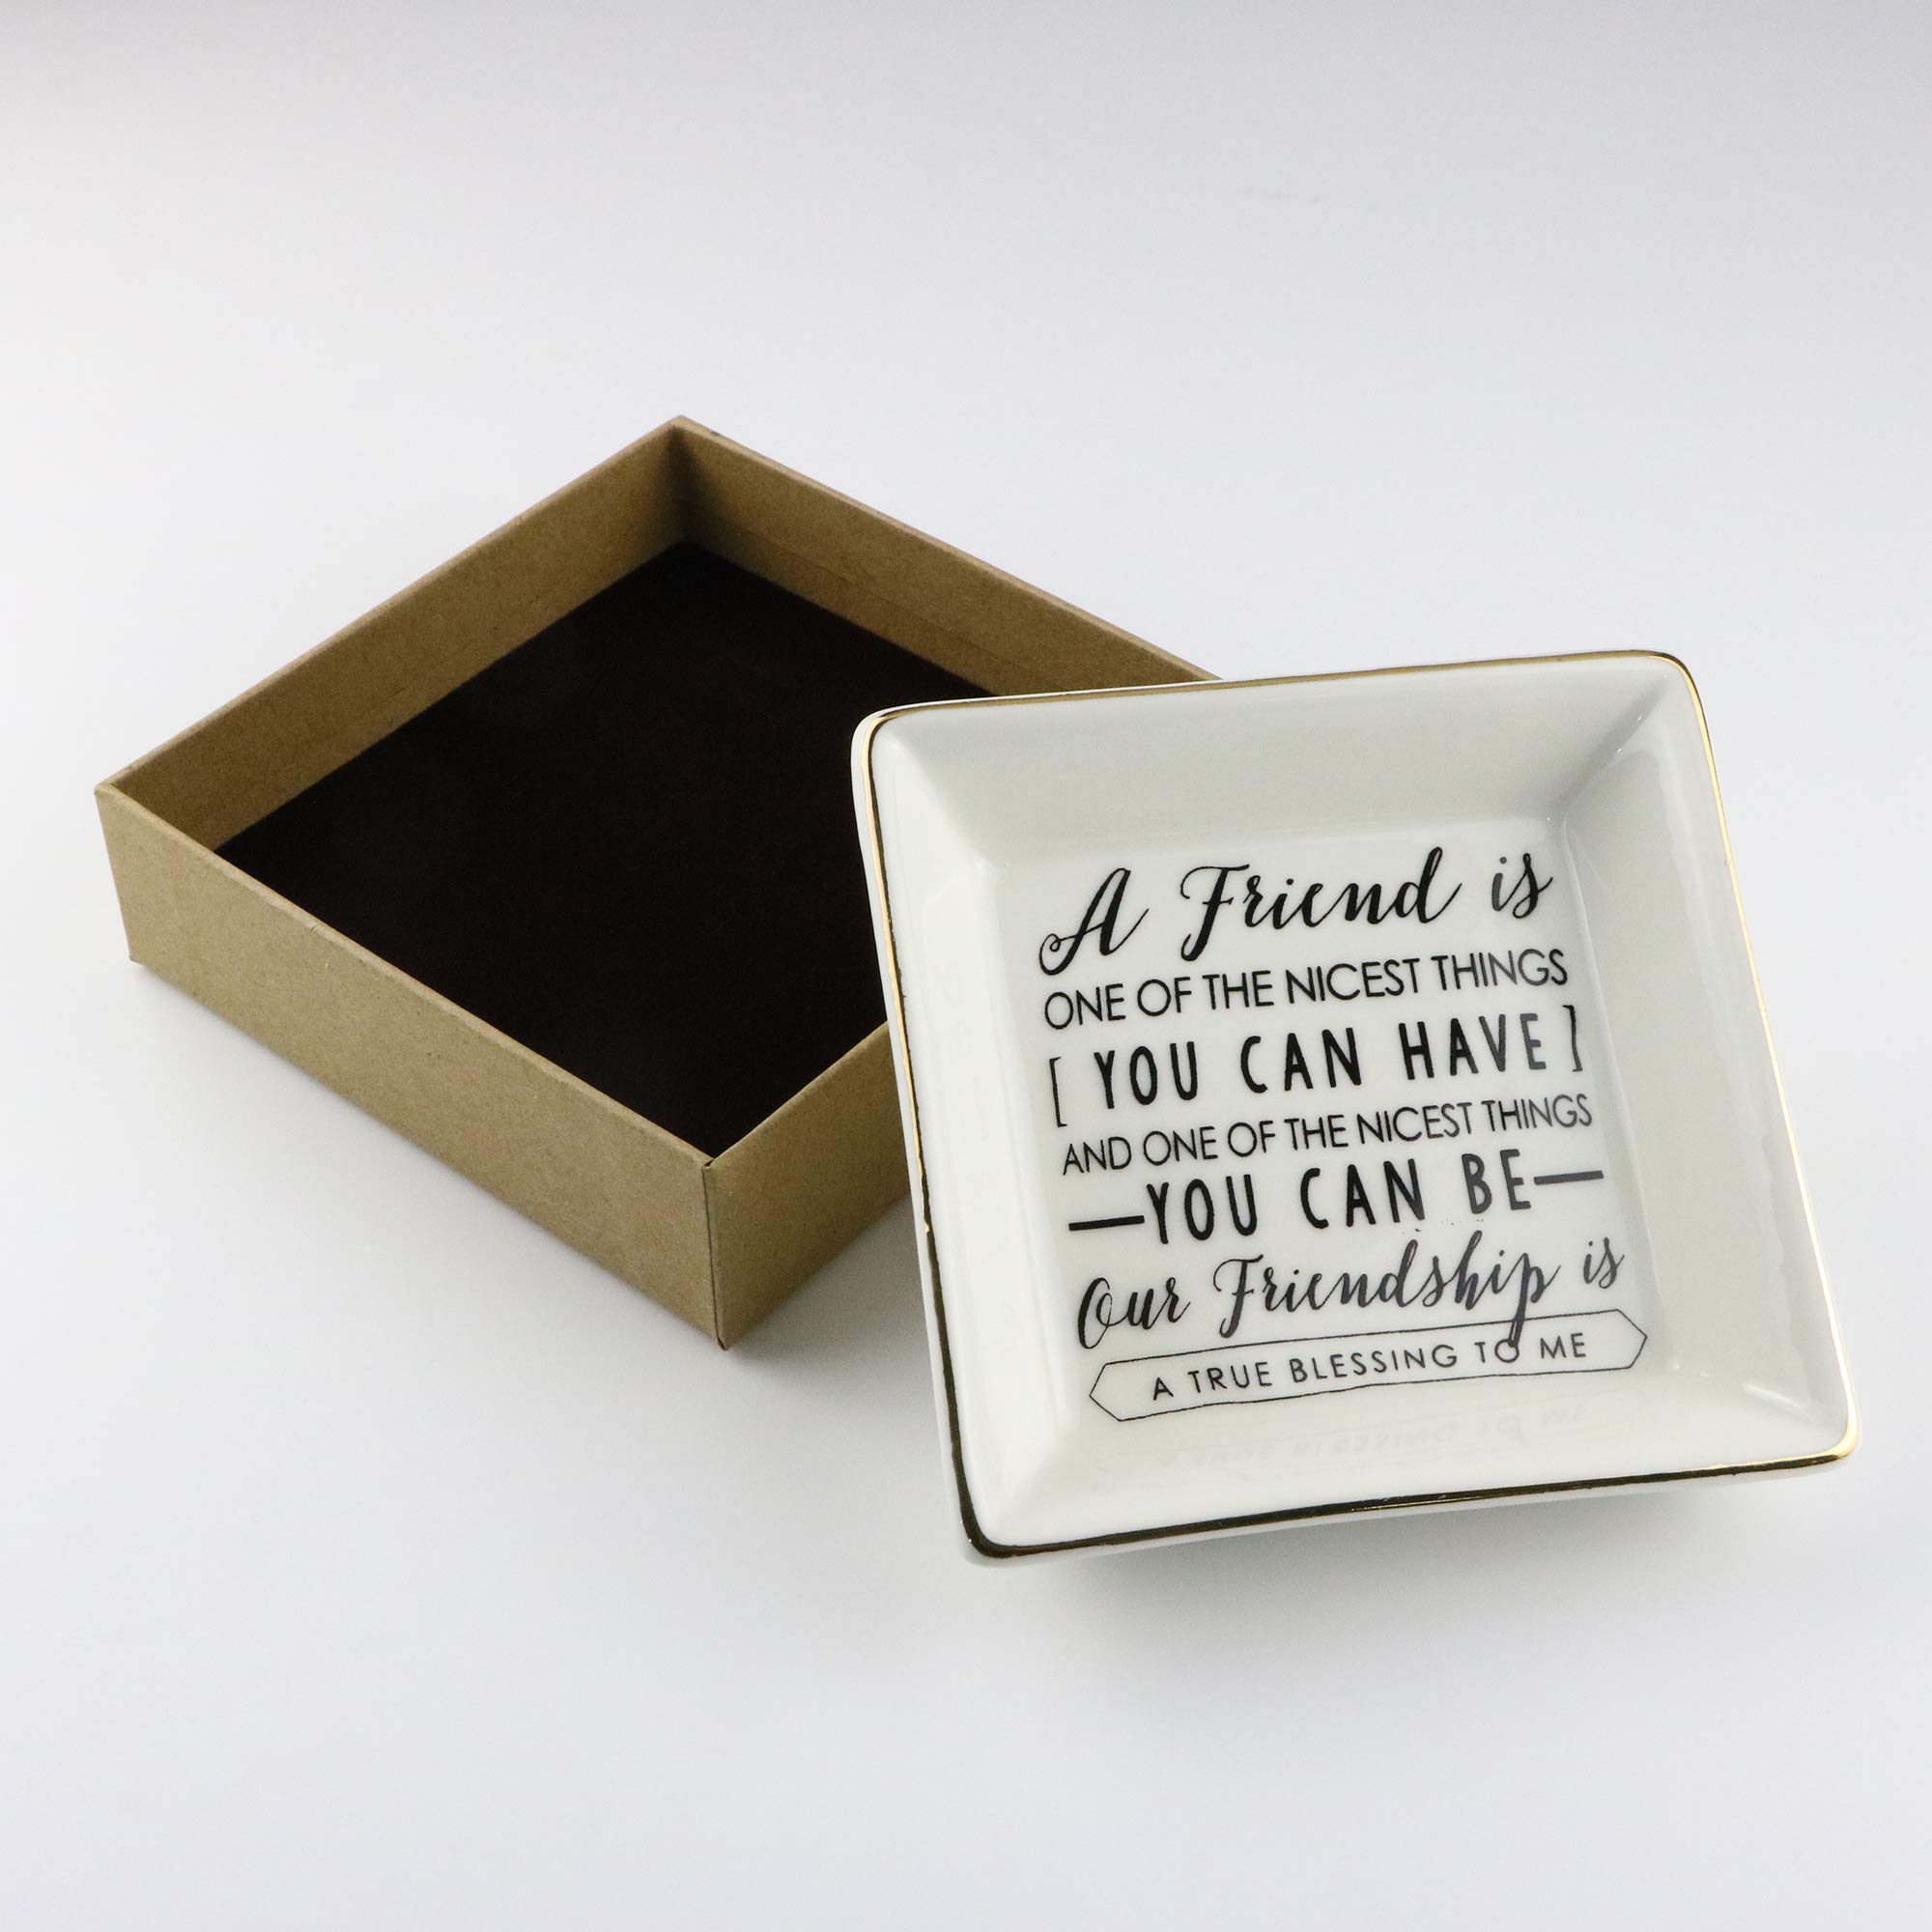 A Friend is
ONE OF THE NICEST THINGS
[ YOU CAN HAVE ]
AND ONE OF THE NICEST THINGS
—YOU CAN BE—
Our Friendship is
A TRUE BLESSING TO ME